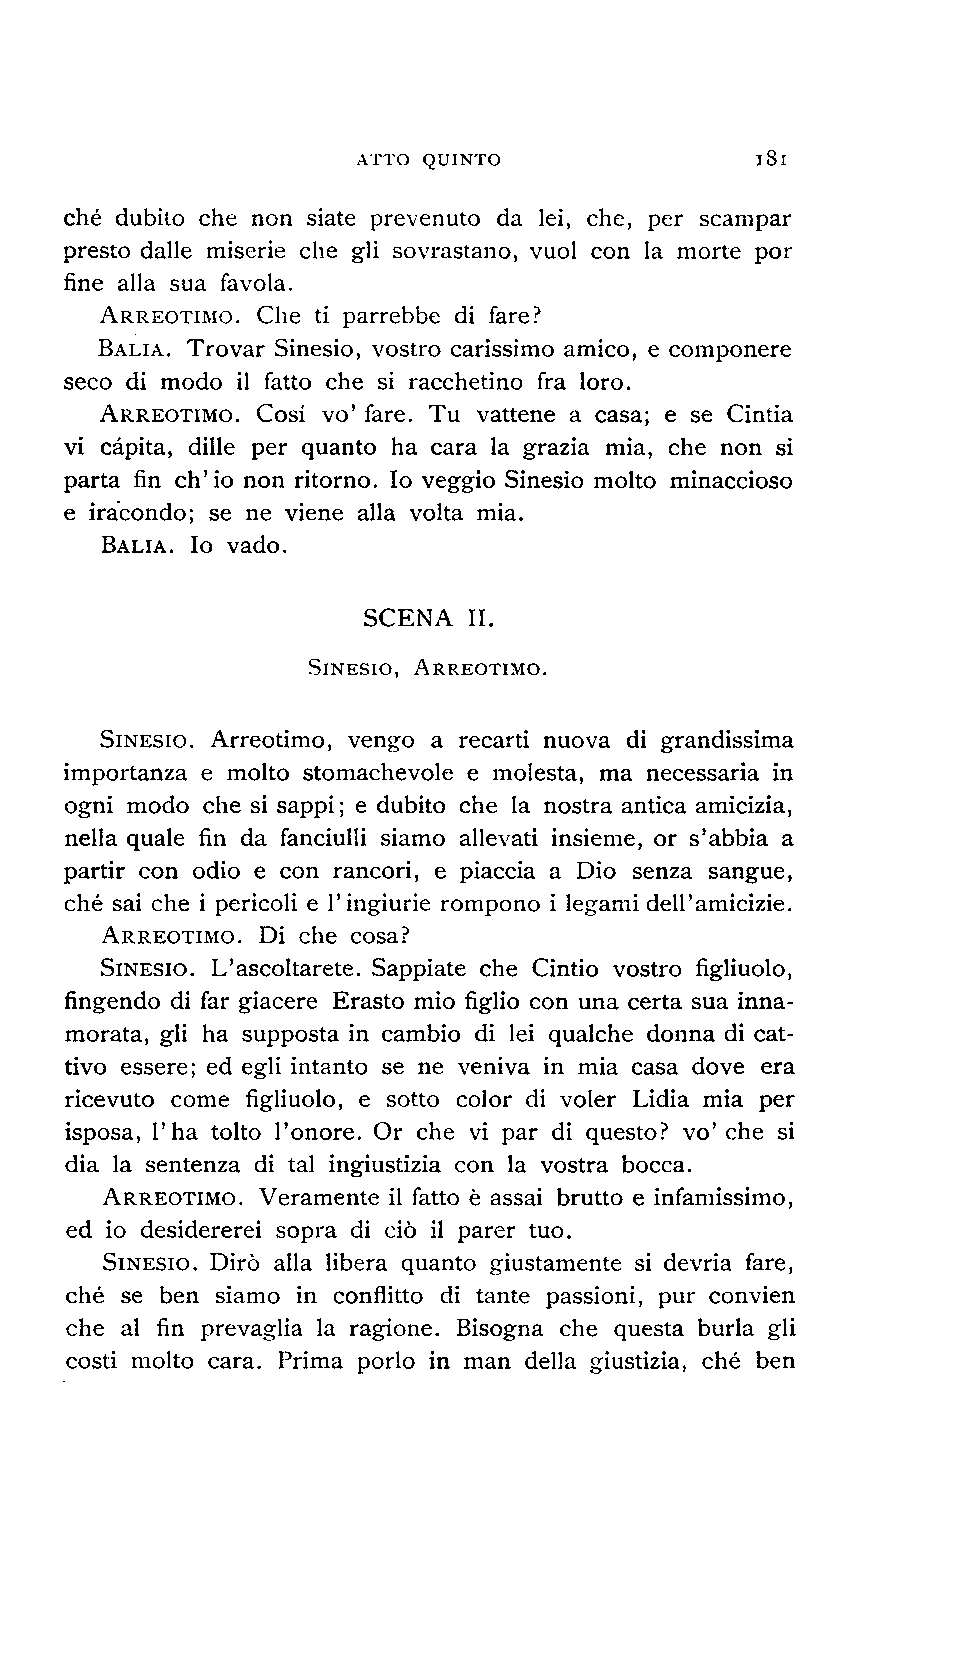 ATTO QUINTO 181
ché dubito che non siate prevenuto da lei, che, per scampar
presto dalle miserie che gli sovrastano, vuol con la morte por
fine alla sua favola.
ARREOTIMO. Che ti parrebbe di fare?
BALIA. Trovar Sinesio, vostro carissimo amico, e componere
seco di modo il fatto che si racchetino fra loro.
ARREOTIMO. Cosí vo' fare. Tu vattene a casa; e se Cintia
vi cápita, dille per quanto ha cara la grazia mia, che non si
parta fin ch'io non ritorno. Io veggio Sinesio molto minaccioso
e iracondo; se ne viene alla volta mia.
BALIA. Io vado.
SCENA II.
SINESIO, ARREOTIMO.
SINESIO. Arreotimo, vengo a recarti nuova di grandissima
importanza e molto stomachevole e molesta, ma necessaria in
ogni modo che si sappi; e dubito che la nostra antica amicizia,
nella quale fin da fanciulli siamo allevati insieme, or s'abbia a
partir con odio e con rancori, e piaccia a Dio senza sangue,
ché sai che i pericoli e l'ingiurie rompono i legami dell'amicizie.
ARREOTIMO. Di che cosa?
SINESIO. L'ascoltarete. Sappiate che Cintio vostro figliuolo,
fingendo di far giacere Erasto mio figlio con una certa sua inna-
morata, gli ha supposta in cambio di lei qualche donna di cat-
tivo essere; ed egli intanto se ne veniva in mia casa dove era
ricevuto come figliuolo, e sotto color di voler Lidia mia per
isposa, l'ha tolto l'onore. Or che vi par di questo? vo' che si
dia la sentenza di tal ingiustizia con la vostra bocca.
ARREOTIMO. Veramente il fatto è assai brutto e infamissimo,
ed io desidererei sopra di ciò il parer tuo.
SINESIO. Dirò alla libera quanto giustamente si devria fare,
ché se ben siamo in conflitto di tante passioni, pur convien
che al fin prevaglia la ragione. Bisogna che questa burla gli
costi molto cara. Prima porlo in man della giustizia, ché ben